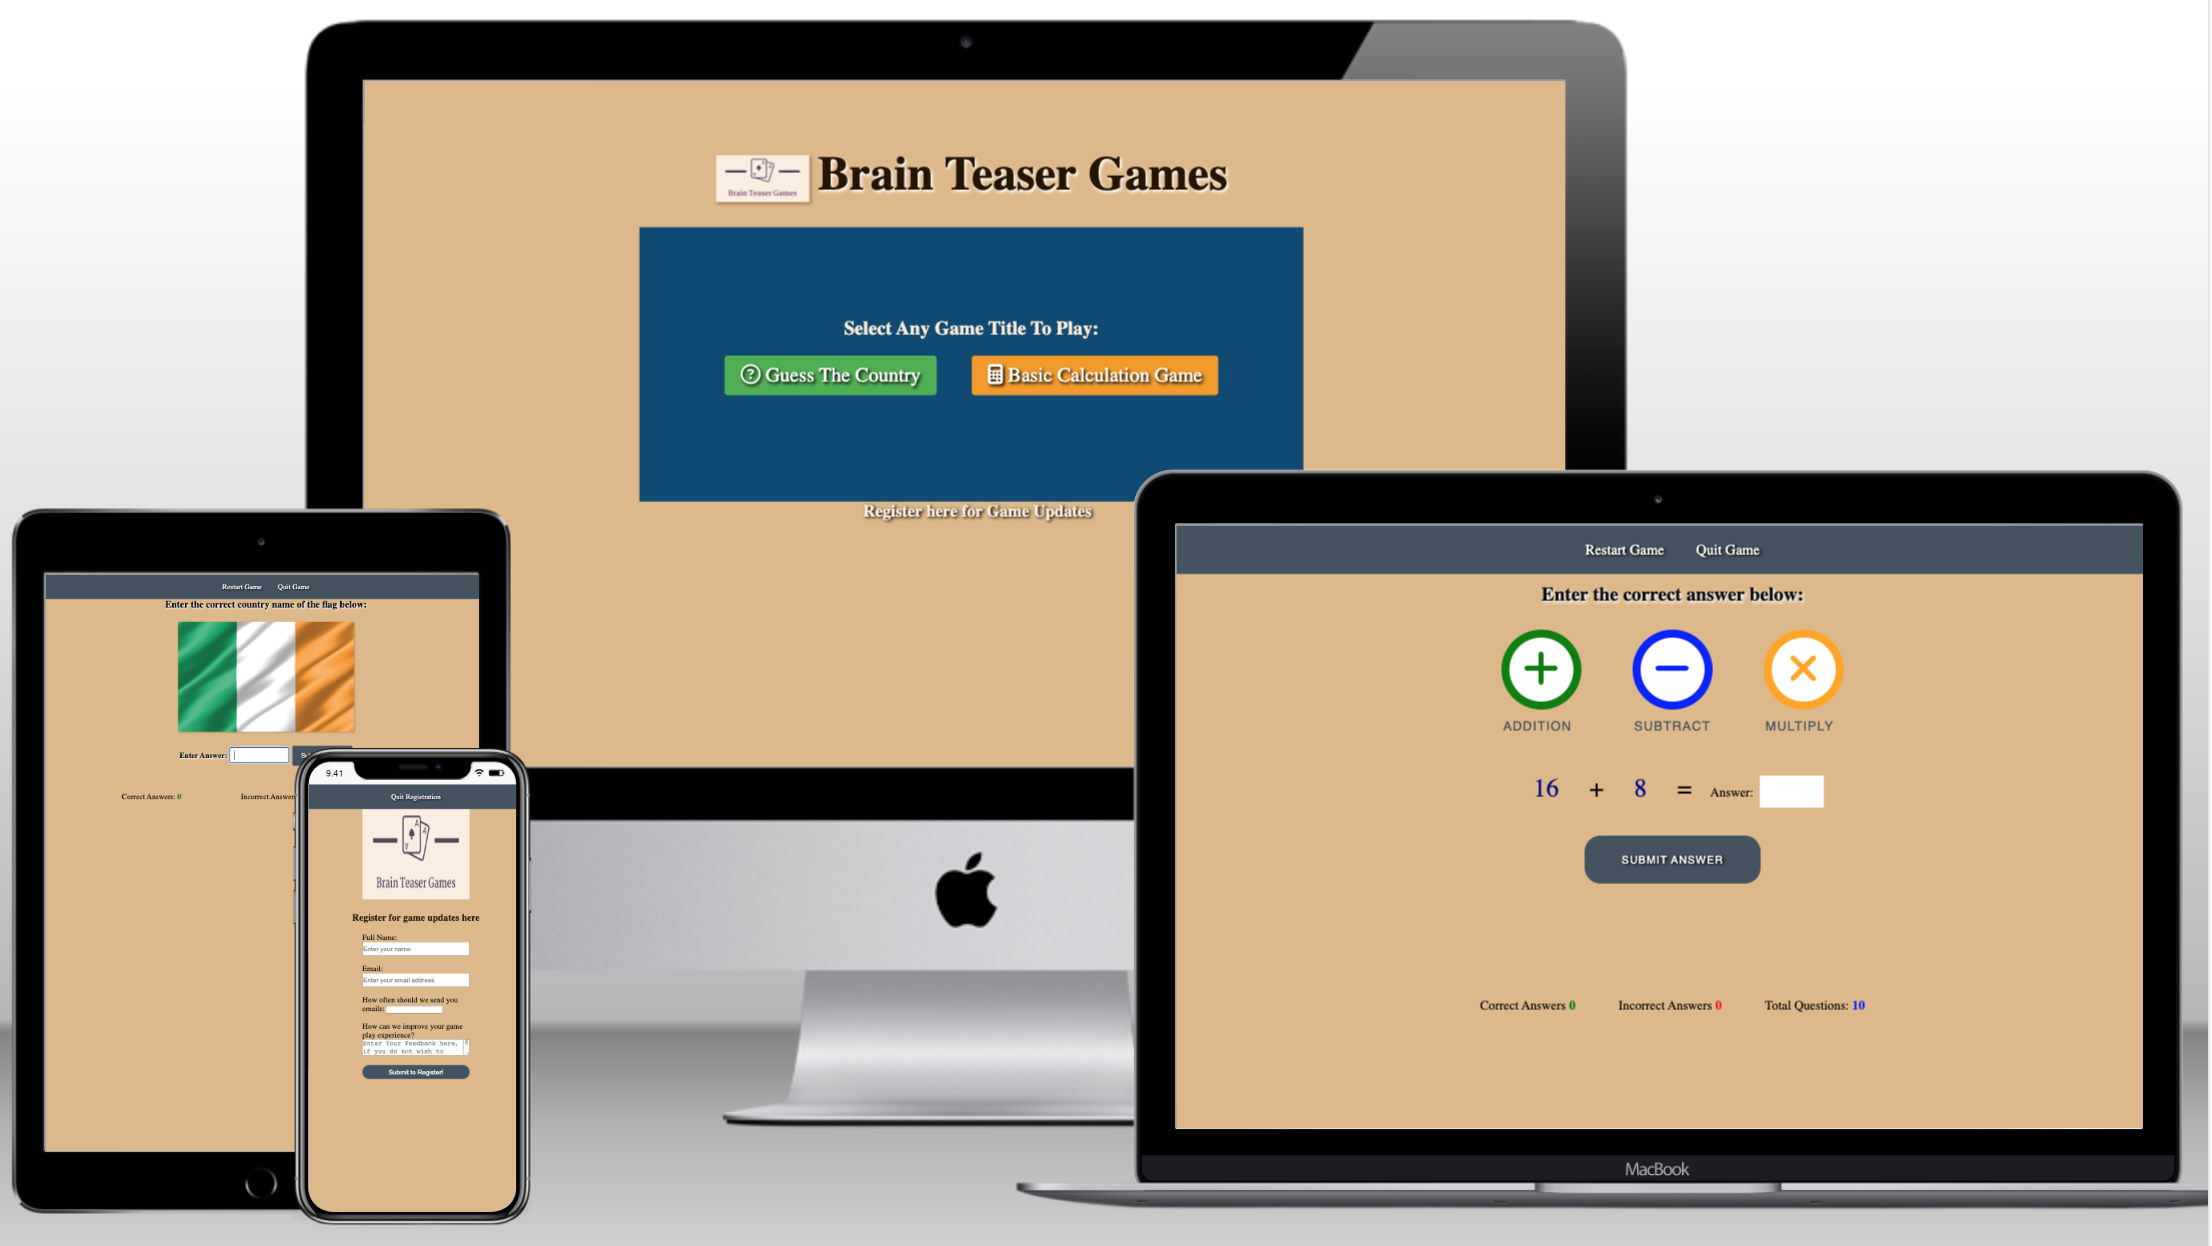 Brain Teaser Games
Brain Teaser Games
Select Any Game Title To Play:
Guess The Country
Basic Calculation Game
Register here for Game Updates
Restart Game Quit Game
Enter the correct country name of the flag below:
Enter Answer:
Correct Answers: 0
Incorrect Answer
9.41
Quit Registration
A
A
Brain Teaser Games
Register for game updates here
Full Name:
Enter your name
Email:
Enter your email address
How often should we send you
emails:
How can we improve your game
play experience?
Enter Your Feedback here,
if you do not wish to
Submit to Register!
Restart Game Quit Game
Enter the correct answer below:
ADDITION SUBTRACT MULTIPLY
16 + 8 = Answer:
SUBMIT ANSWER
Correct Answers 0 Incorrect Answers 0 Total Questions: 10
MacBook